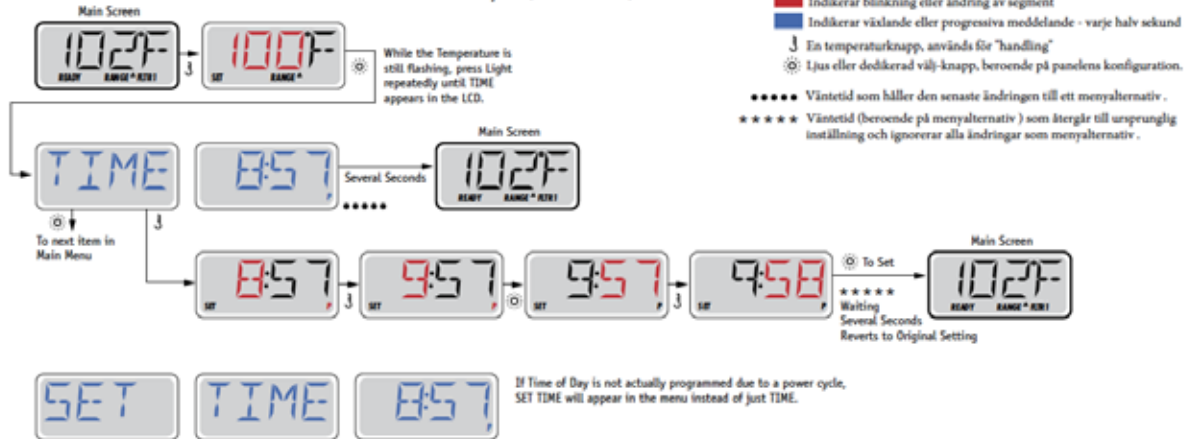 Indikerar blinkning eller ändring av segment
Indikerar växlande eller progressiva meddelande - varje halv sekund
En temperaturknapp, används för "handling"
Ljus eller dedikerad välj-knapp, beroende på panelens konfiguration.
Väntetid som håller den senaste ändringen till ett menyalternativ .
***** Väntetid (beroende på menyalternativ ) som återgår till ursprunglig
inställning och ignorerar alla ändringar som menyalternativ .
Main Screen
102F
READY RANGE FLTR1
100F
SET RANGE
While the Temperature is
still flashing, press Light
repeatedly until TIME
appears in the LCD.
TIME
8:57
P
Several Seconds
Main Screen
102F
READY RANGE FLTR1
To next item in
Main Menu
8:57
SET P
9:57
SET P
9:57
SET P
9:58
SET P
To Set
*****
Waiting
Several Seconds
Reverts to Original Setting
Main Screen
102F
READY RANGE FLTR1
SET
TIME
8:57
P
If Time of Day is not actually programmed due to a power cycle,
SET TIME will appear in the menu instead of just TIME.